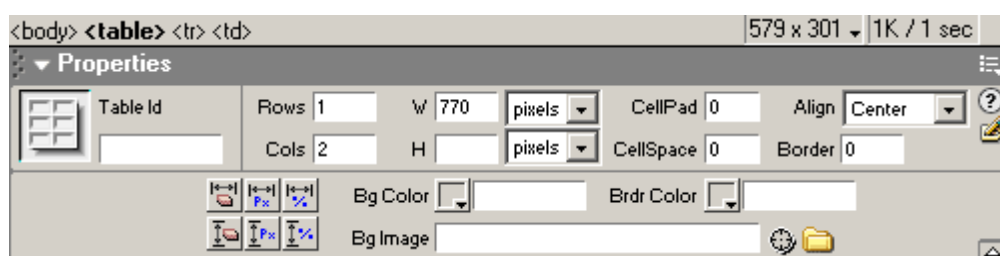 <body> <table> <tr> <td> 579 x 301 1K / 1 sec
Properties
Table Id Rows 1 W 770 pixels CellPad 0 Align Center
Cols 2 H pixels CellSpace 0 Border 0
Bg Color Brdr Color
Bg Image